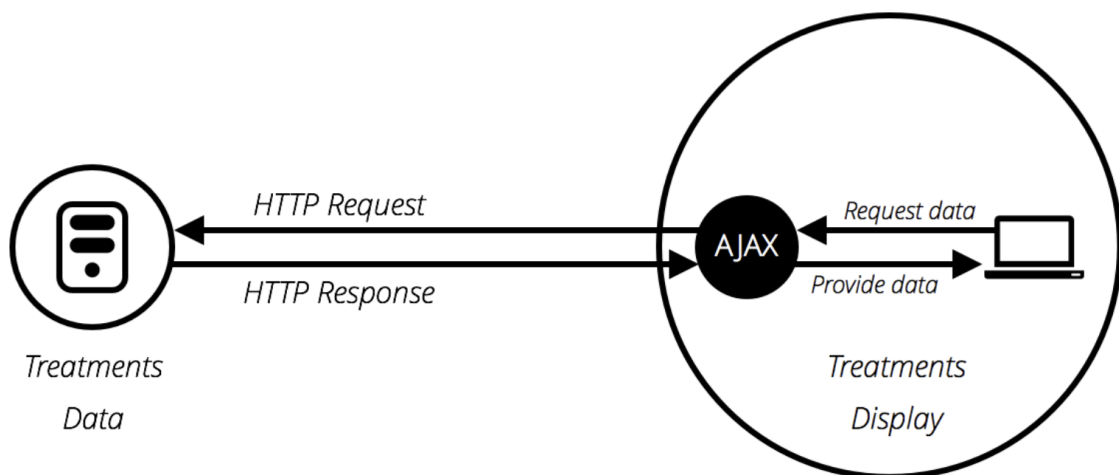 HTTP Request
HTTP Response
Treatments
Data
AJAX
Request data
Provide data
Treatments
Display